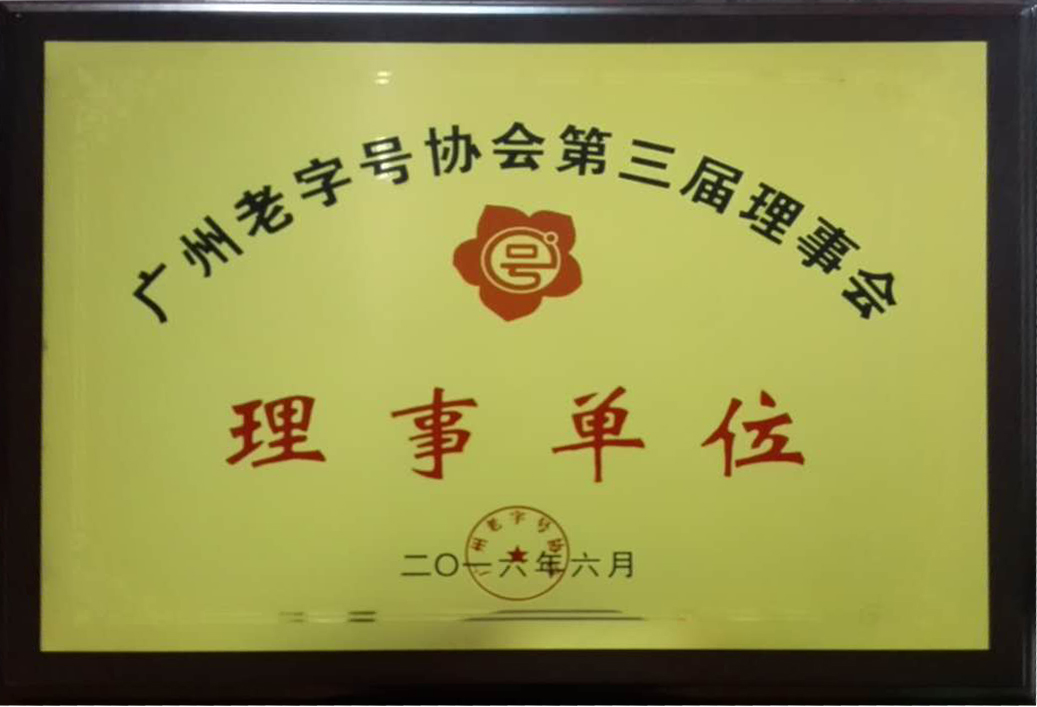 广州老字号协会第三届理事会
号
理事单位
二〇一六年六月